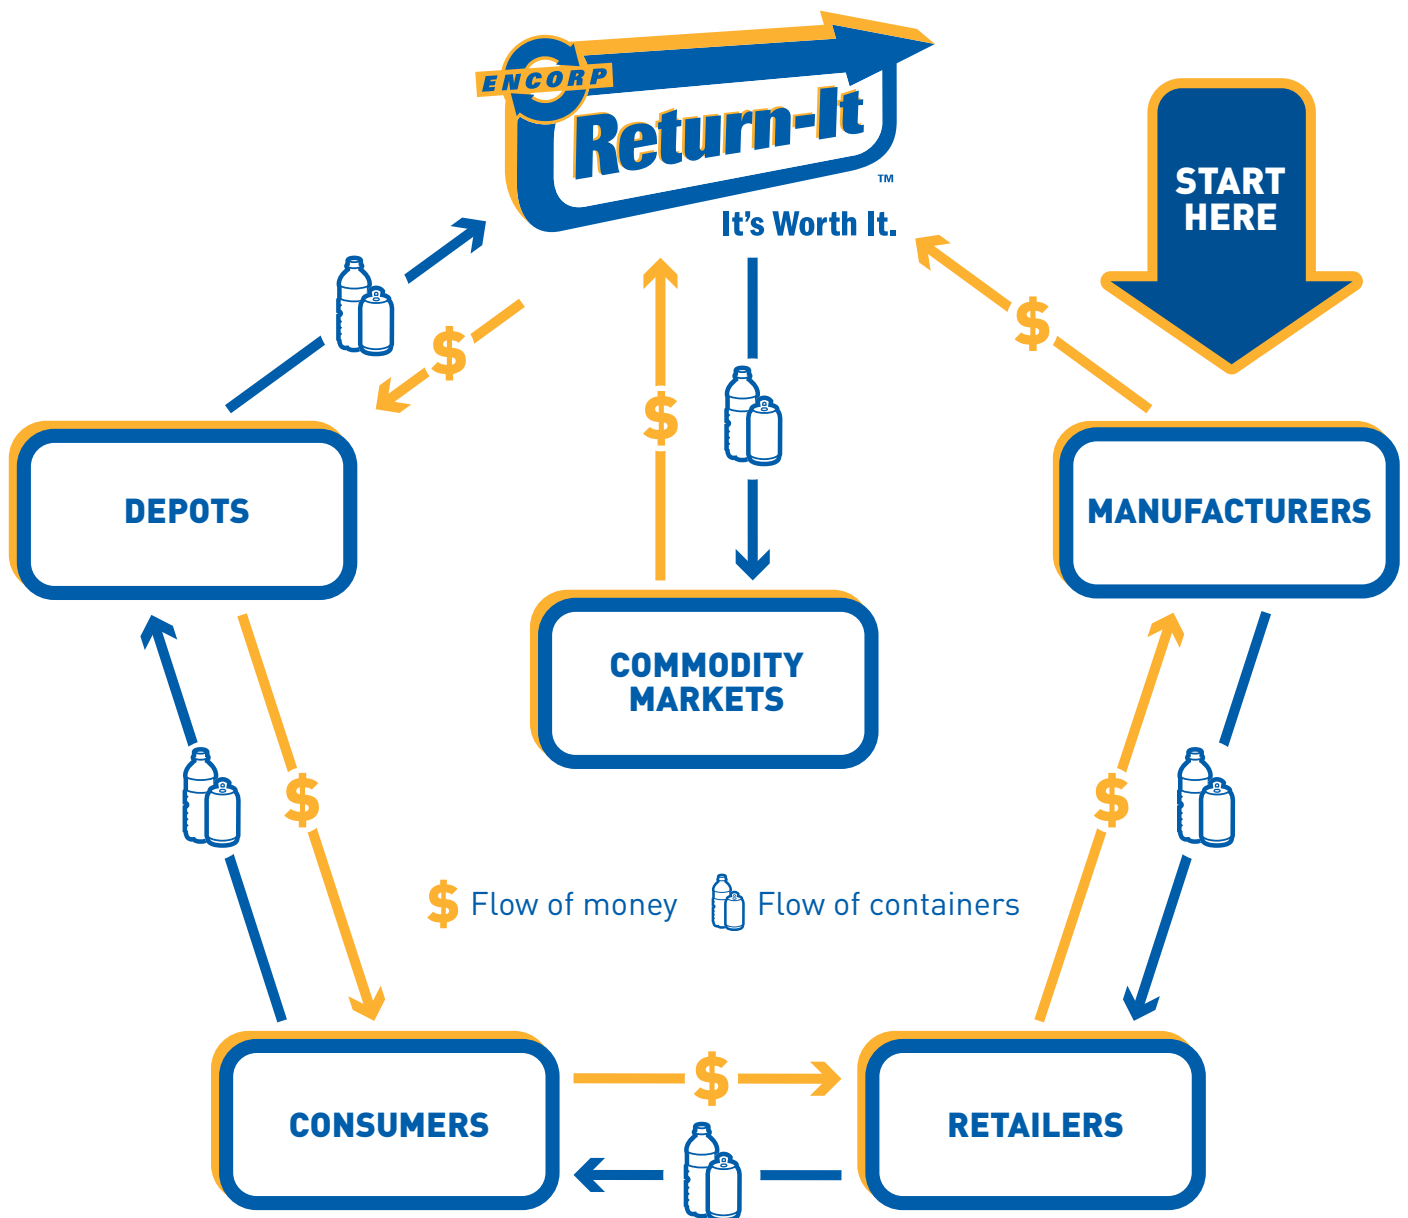 ENCORP
Return-It
TM
It's Worth It.
START
HERE
$
$
$
$
DEPOTS
MANUFACTURERS
COMMODITY
MARKETS
$
$
$ Flow of money
Flow of containers
$
CONSUMERS
RETAILERS